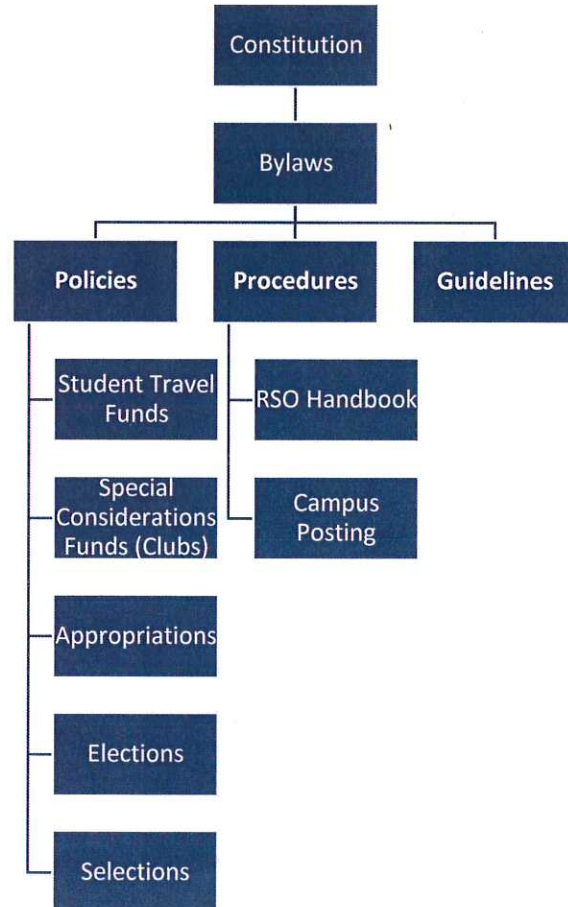 Constitution
Bylaws
Policies
Procedures
Guidelines
Student Travel
Funds
Special
Considerations
Funds (Clubs)
Appropriations
Elections
Selections
RSO Handbook
Campus
Posting